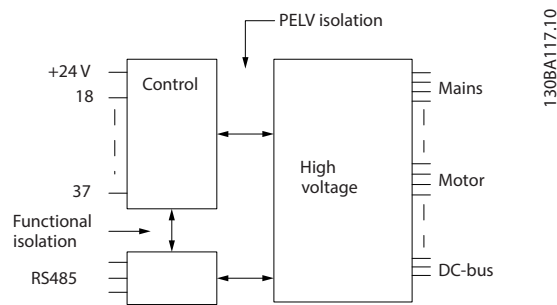 PELV isolation
130BA117.10
+24 V
Control
18
Mains
High
voltage
37
Motor
Functional
isolation
RS485
DC-bus